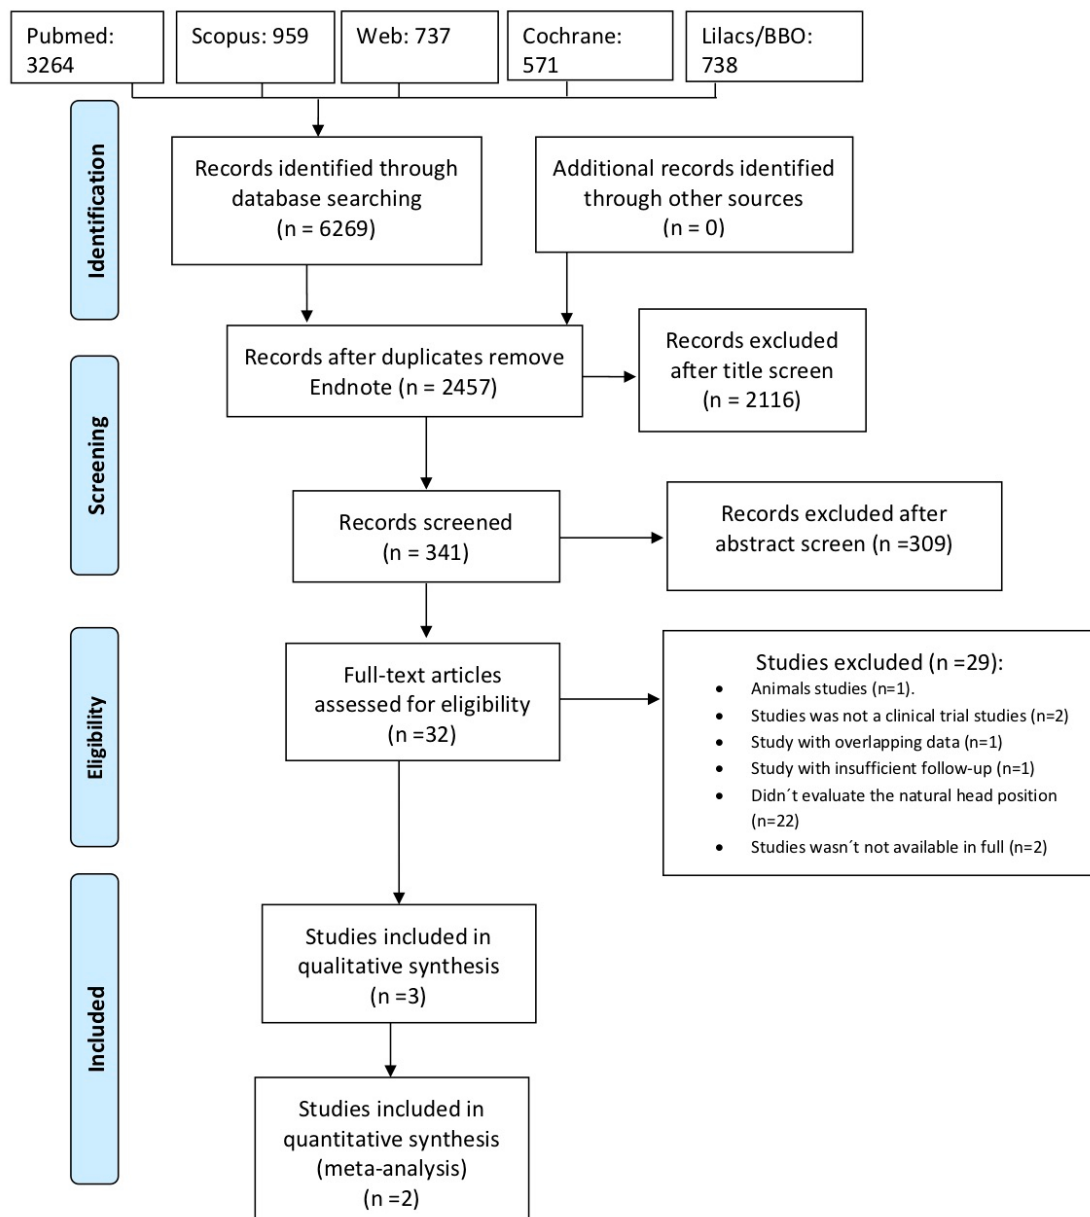 Pubmed:
3264
Scopus: 959
Web: 737
Cochrane:
571
Lilacs/BBO:
738
Identification
Records identified through
database searching
(n = 6269)
Additional records identified
through other sources
(n = 0)
Records after duplicates remove
Endnote (n = 2457)
Records excluded
after title screen
(n = 2116)
Screening
Records screened
(n = 341)
Records excluded after
abstract screen (n =309)
Eligibility
Full-text articles
assessed for eligibility
(n =32)
Studies excluded (n =29):
• Animals studies (n=1).
• Studies was not a clinical trial studies (n=2)
• Study with overlapping data (n=1)
• Study with insufficient follow-up (n=1)
• Didn´t evaluate the natural head position
(n=22)
• Studies wasn´t not available in full (n=2)
Included
Studies included in
qualitative synthesis
(n =3)
Studies included in
quantitative synthesis
(meta-analysis)
(n =2)